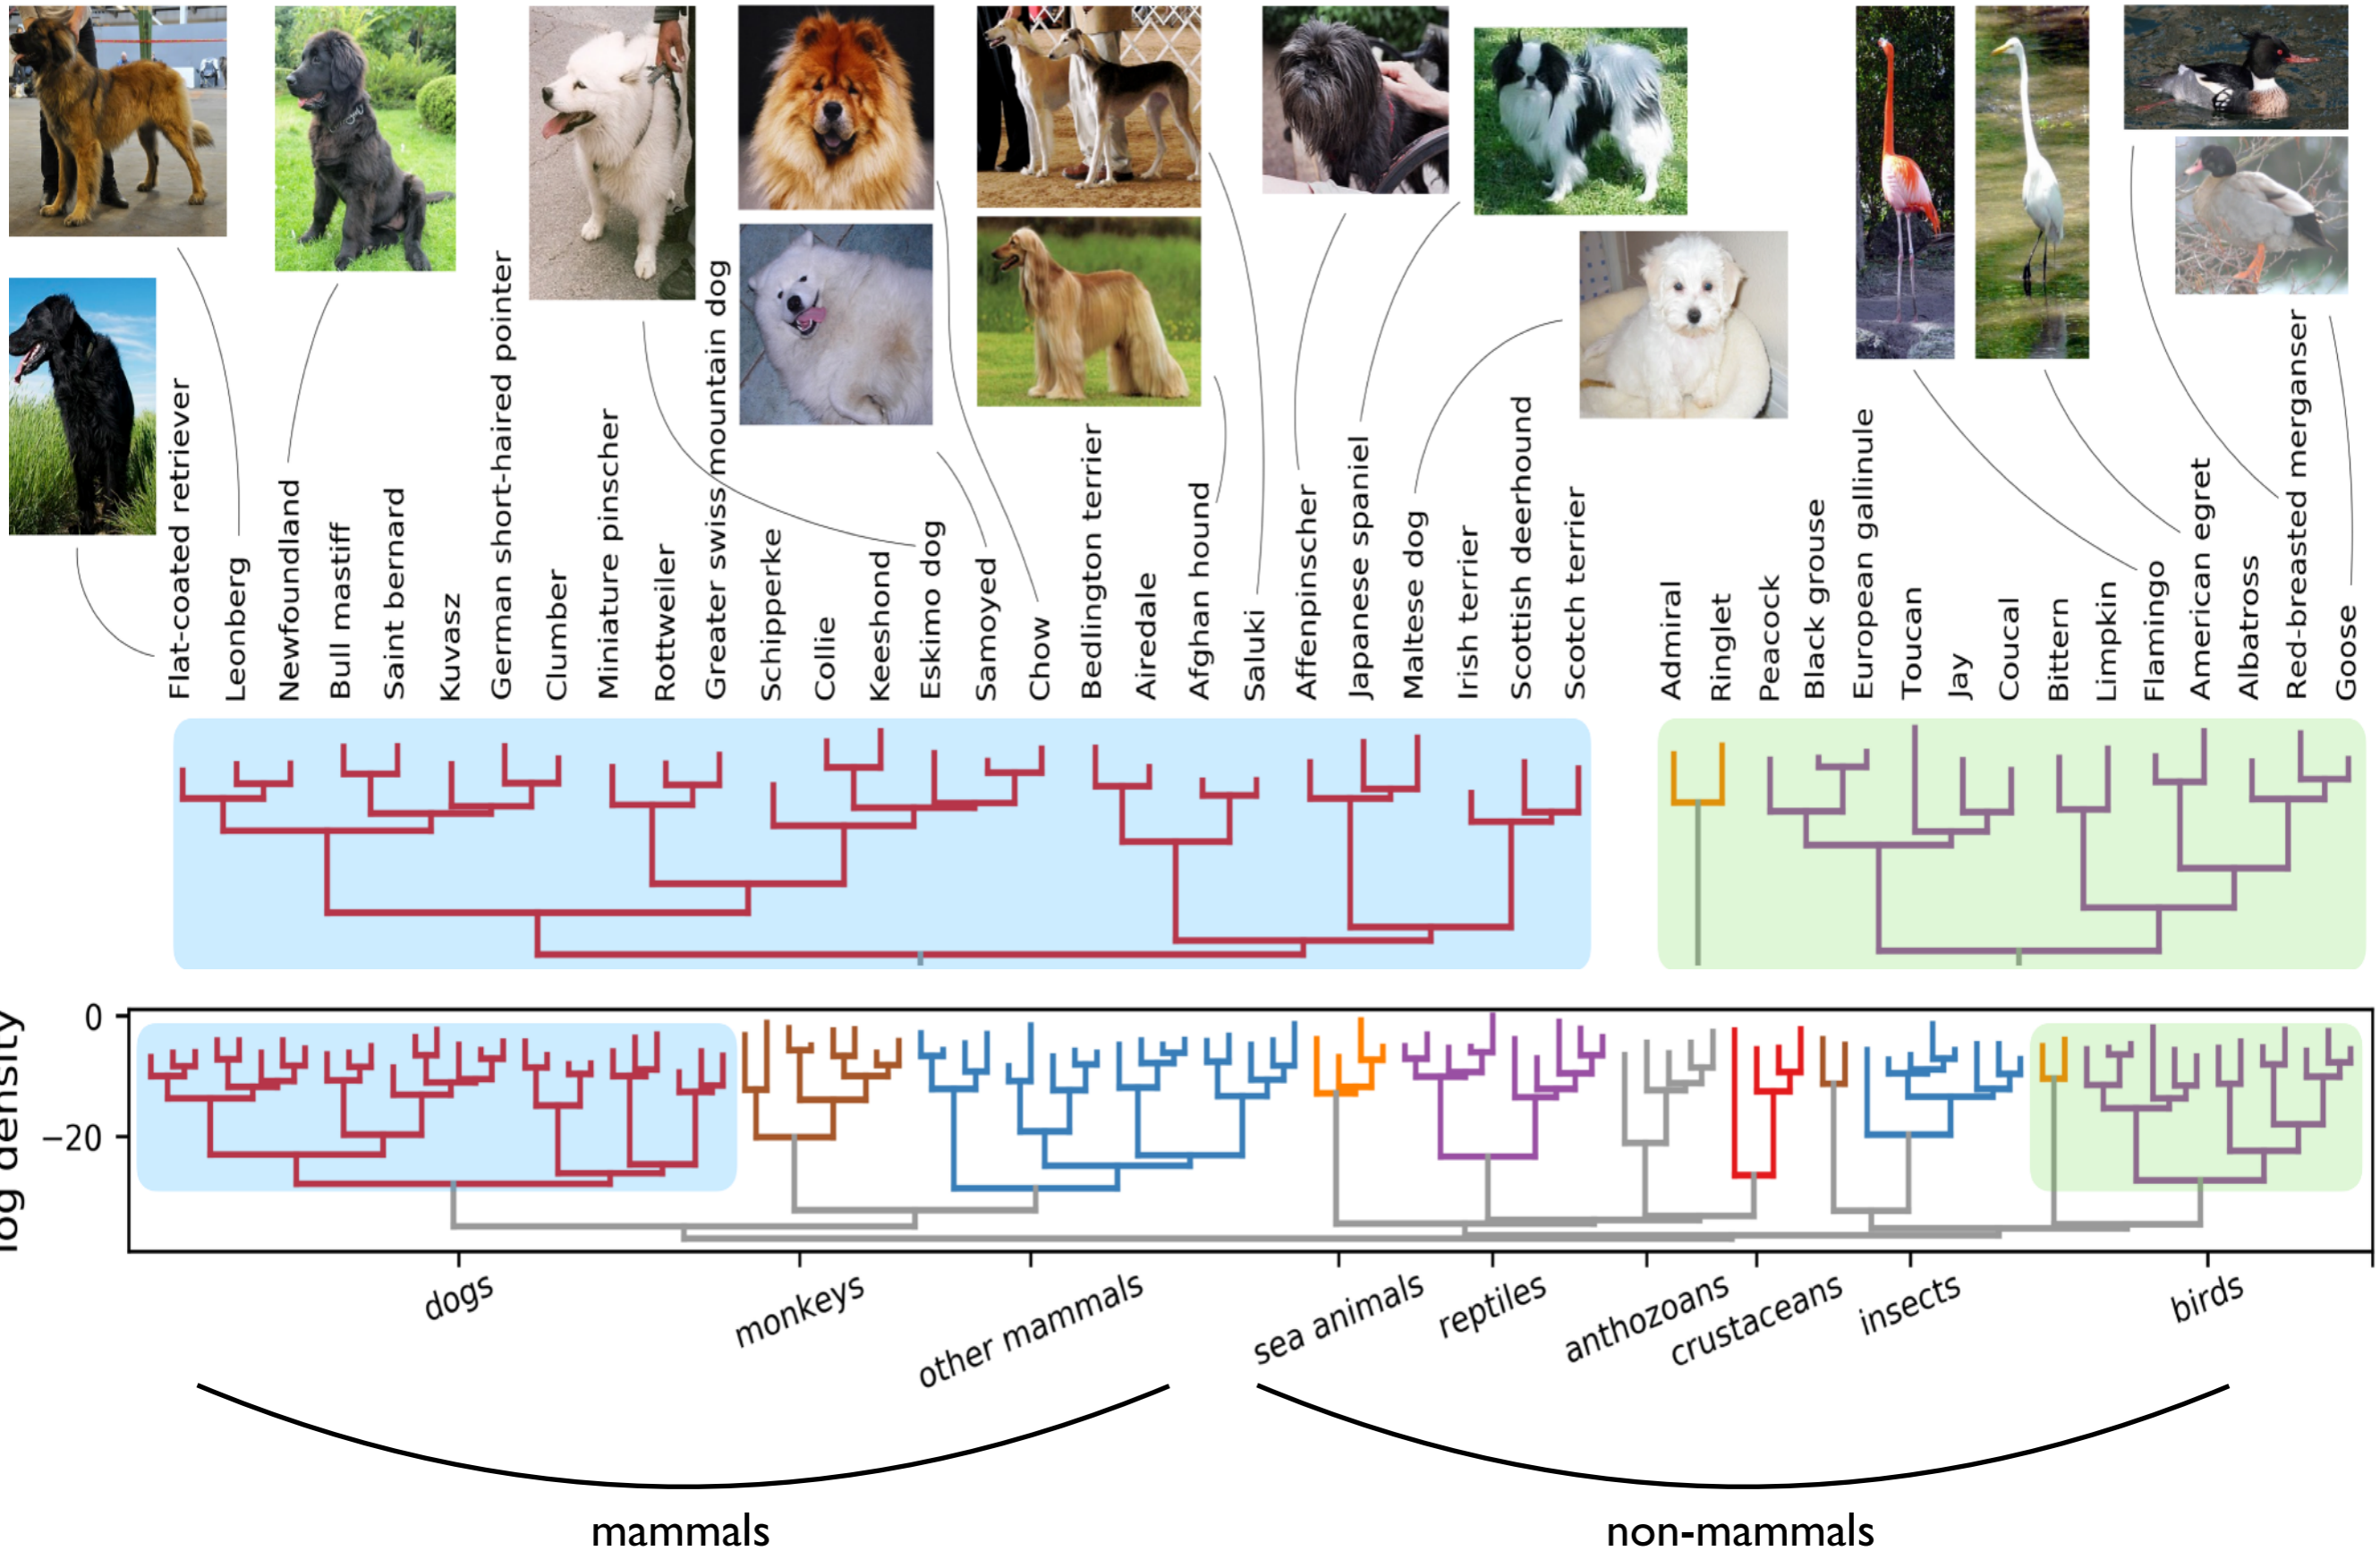 Flat-coated retriever
Leonberg
Newfoundland
Bull mastiff
Saint bernard
Kuvasz
German short-haired pointer
Clumber
Miniature pinscher
Rottweiler
Greater swiss mountain dog
Schipperke
Collie
Keeshond
Eskimo dog
Samoyed
Chow
Bedlington terrier
Airedale
Afghan hound
Saluki
Affenpinscher
Japanese spaniel
Maltese dog
Irish terrier
Scottish deerhound
Scotch terrier
Admiral
Ringlet
Peacock
Black grouse
European gallinule
Toucan
Jay
Coucal
Bittern
Limpkin
Flamingo
American egret
Albatross
Red-breasted merganser
Goose
log density
0
−20
dogs
monkeys
other mammals
sea animals
reptiles
anthozoans
crustaceans
insects
birds
mammals
non-mammals